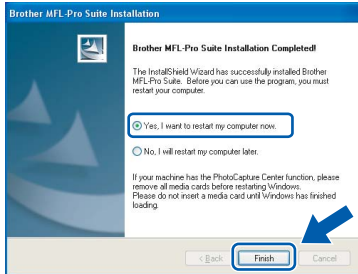 Brother MFL-Pro Suite Installation
Brother MFL-Pro Suite Installation Completed!
The InstallShield Wizard has successfully installed Brother
MFL-Pro Suite. Before you can use the program, you must
restart your computer.
Yes, I want to restart my computer now.
No, I will restart my computer later.
If your machine has the PhotoCapture Center function, please
remove all media cards before restarting Windows.
Please do not insert a media card until Windows has finished
loading.
< Back Finish Cancel